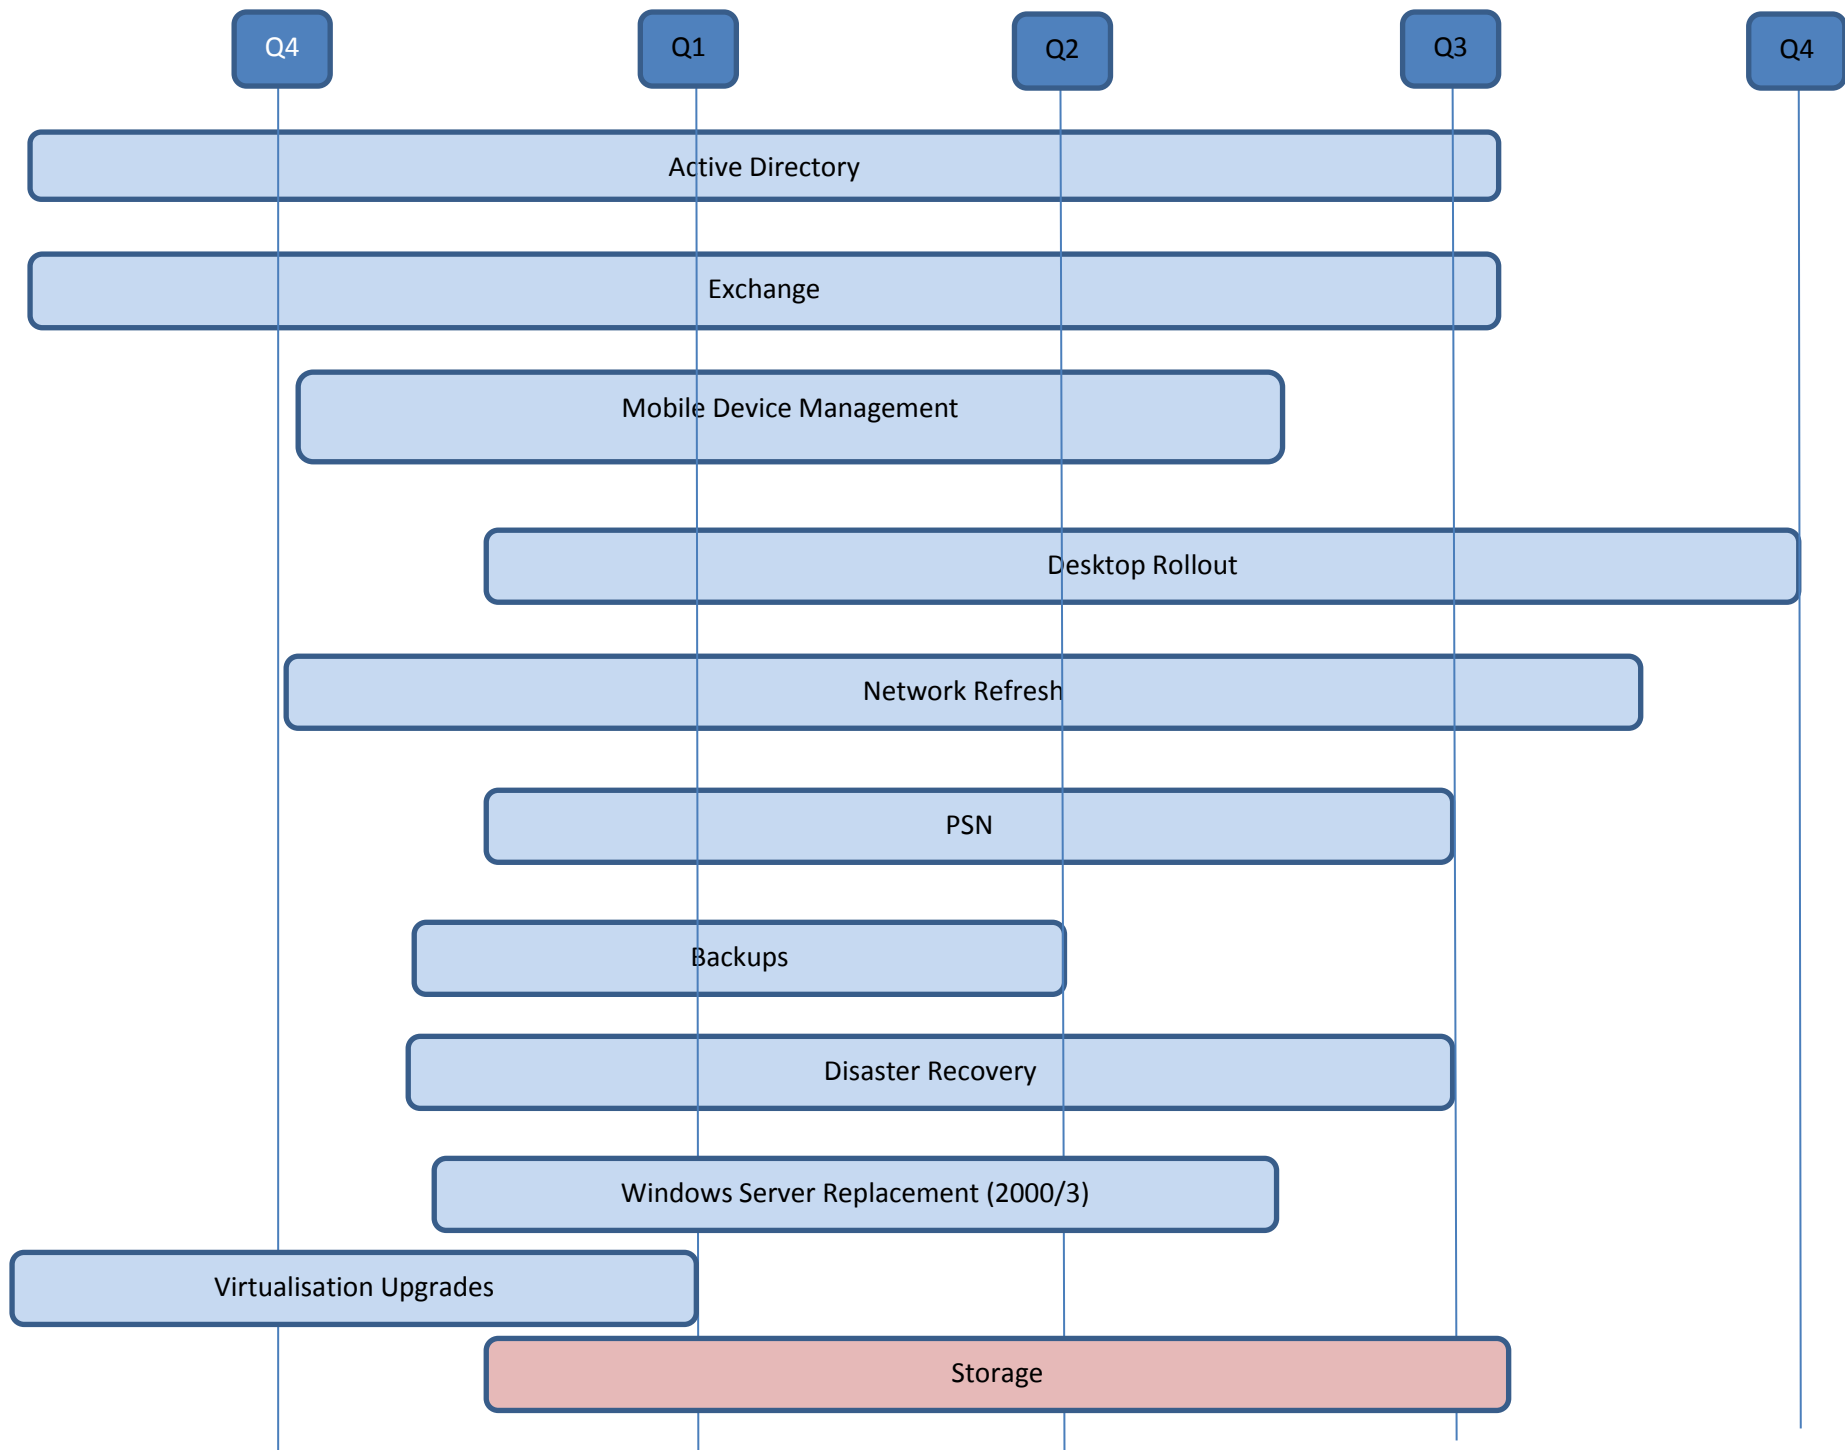 Q4
Q1
Q2
Q3
Q4
Active Directory
Exchange
Mobile Device Management
Desktop Rollout
Network Refresh
PSN
Backups
Disaster Recovery
Windows Server Replacement (2000/3)
Virtualisation Upgrades
Storage